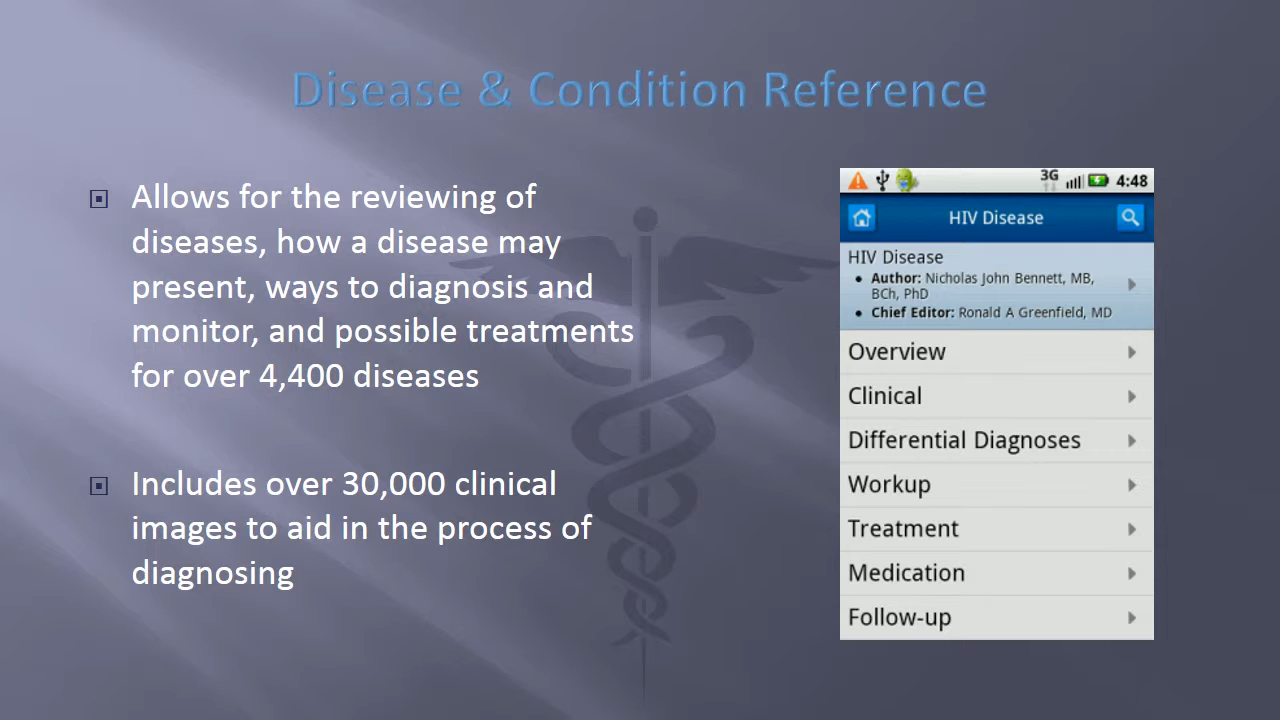 Disease & Condition Reference
Allows for the reviewing of
diseases, how a disease may
present, ways to diagnosis and
monitor, and possible treatments
for over 4,400 diseases
Includes over 30,000 clinical
images to aid in the process of
diagnosing
3G 4:48
HIV Disease
HIV Disease
Author: Nicholas John Bennett, MB,
BCh, PhD
Chief Editor: Ronald A Greenfield, MD
Overview
Clinical
Differential Diagnoses
Workup
Treatment
Medication
Follow-up